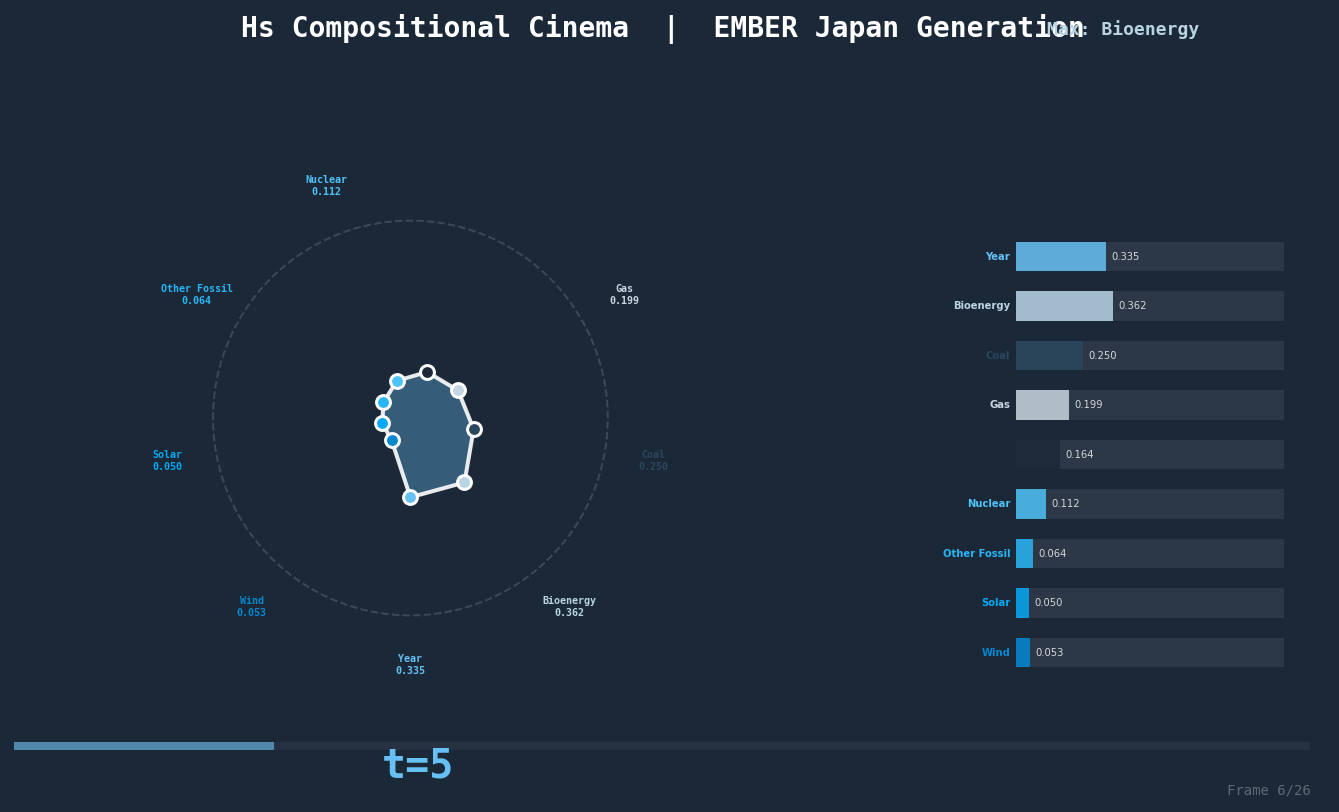 Hs Compositional Cinema | EMBER Japan Generation
Max: Bioenergy
Nuclear
0.112
Other Fossil
0.064
Gas
0.199
Solar
0.050
Coal
0.250
Wind
0.053
Bioenergy
0.362
Year
0.335
Year 0.335
Bioenergy 0.362
Coal 0.250
Gas 0.199
0.164
Nuclear 0.112
Other Fossil 0.064
Solar 0.050
Wind 0.053
t=5
Frame 6/26